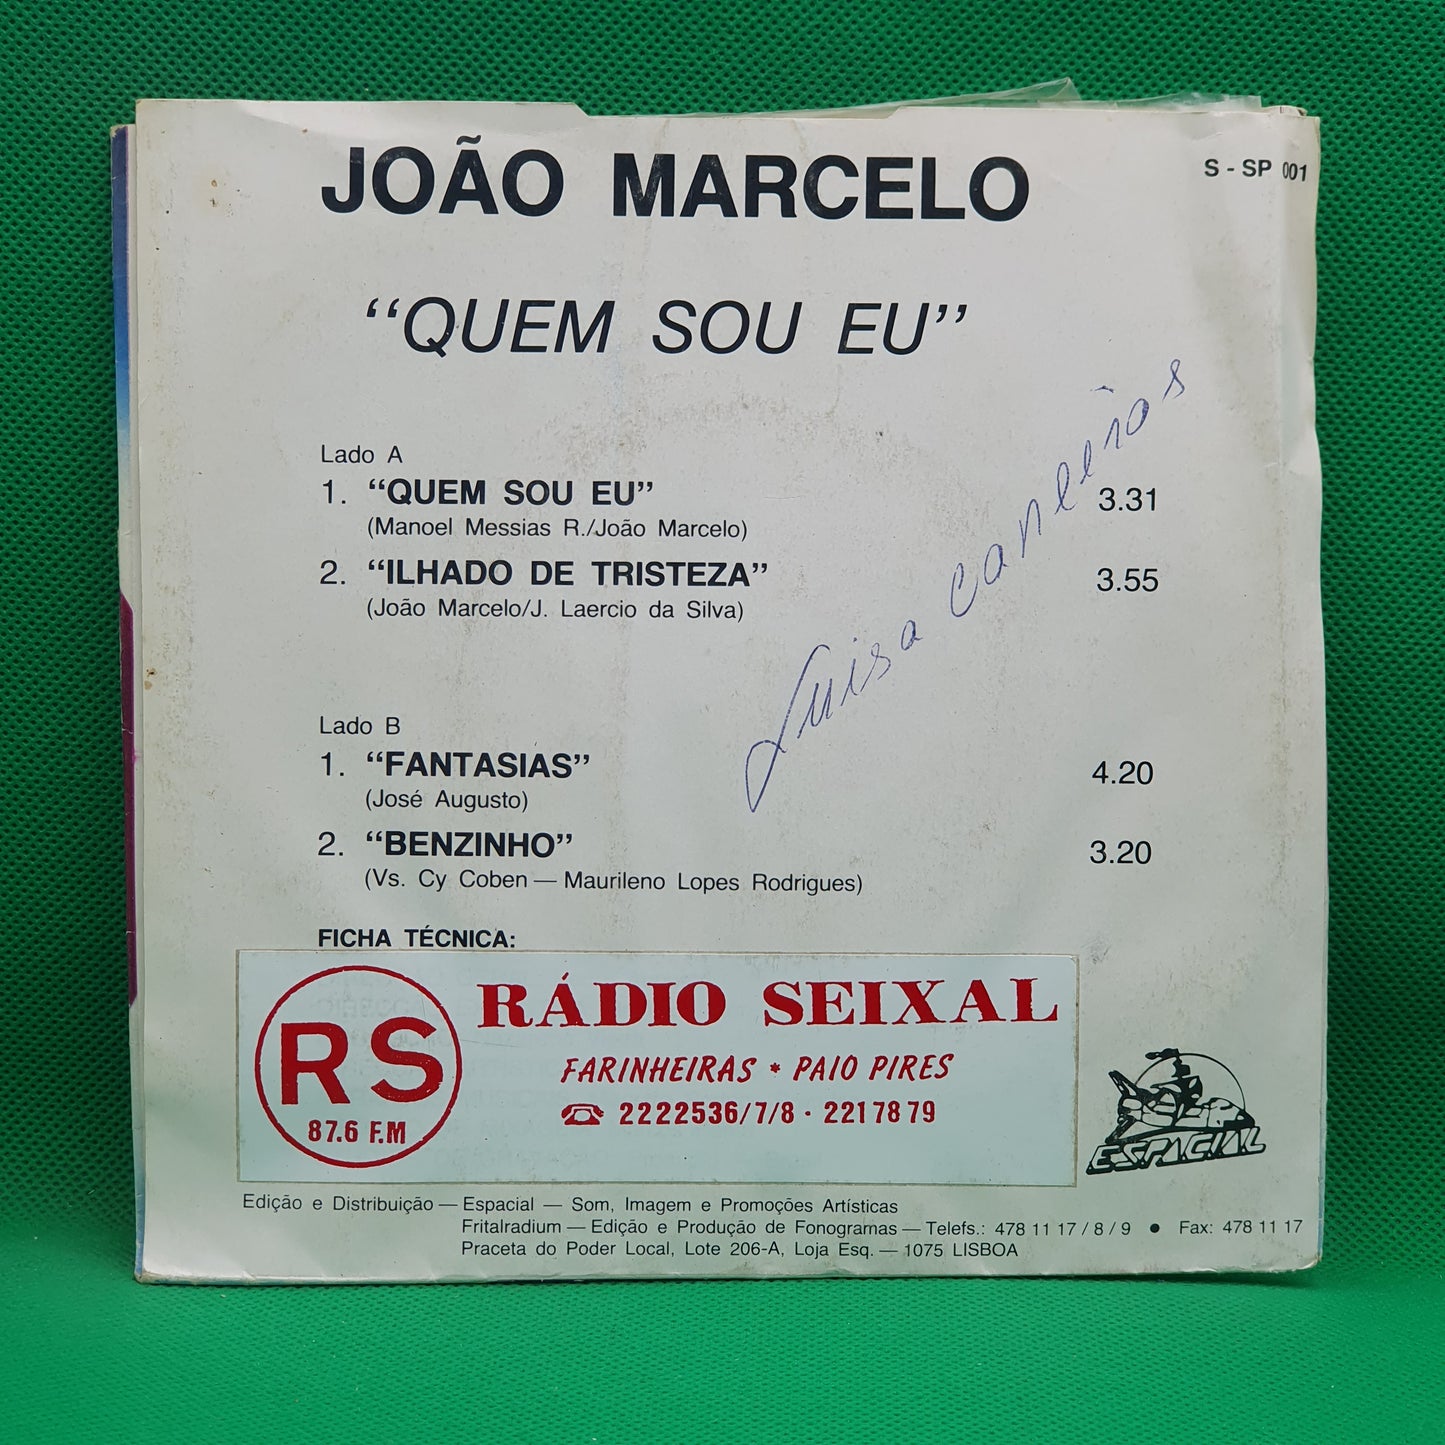 JOÃO MARCELO
S - SP 001
“QUEM SOU EU”
Lado A
1. “QUEM SOU EU” 3.31
(Manoel Messias R./João Marcelo)
2. “ILHADO DE TRISTEZA” 3.55
(João Marcelo/J. Laercio da Silva)
Luisa
Lado B
1. “FANTASIAS” 4.20
(José Augusto)
2. “BENZINHO” 3.20
(Vs. Cy Coben — Maurileno Lopes Rodrigues)
FICHA TÉCNICA:
RS
87.6 F.M
RÁDIO SEIXAL
FARINHEIRAS * PAIO PIRES
☎ 2222536/7/8 · 2217879
ESPACIAL
Edição e Distribuição — Espacial — Som, Imagem e Promoções Artísticas
Fritalradium — Edição e Produção de Fonogramas — Telefs.: 478 11 17 / 8 / 9 ● Fax: 478 11 17
Praceta do Poder Local, Lote 206-A, Loja Esq. — 1075 LISBOA